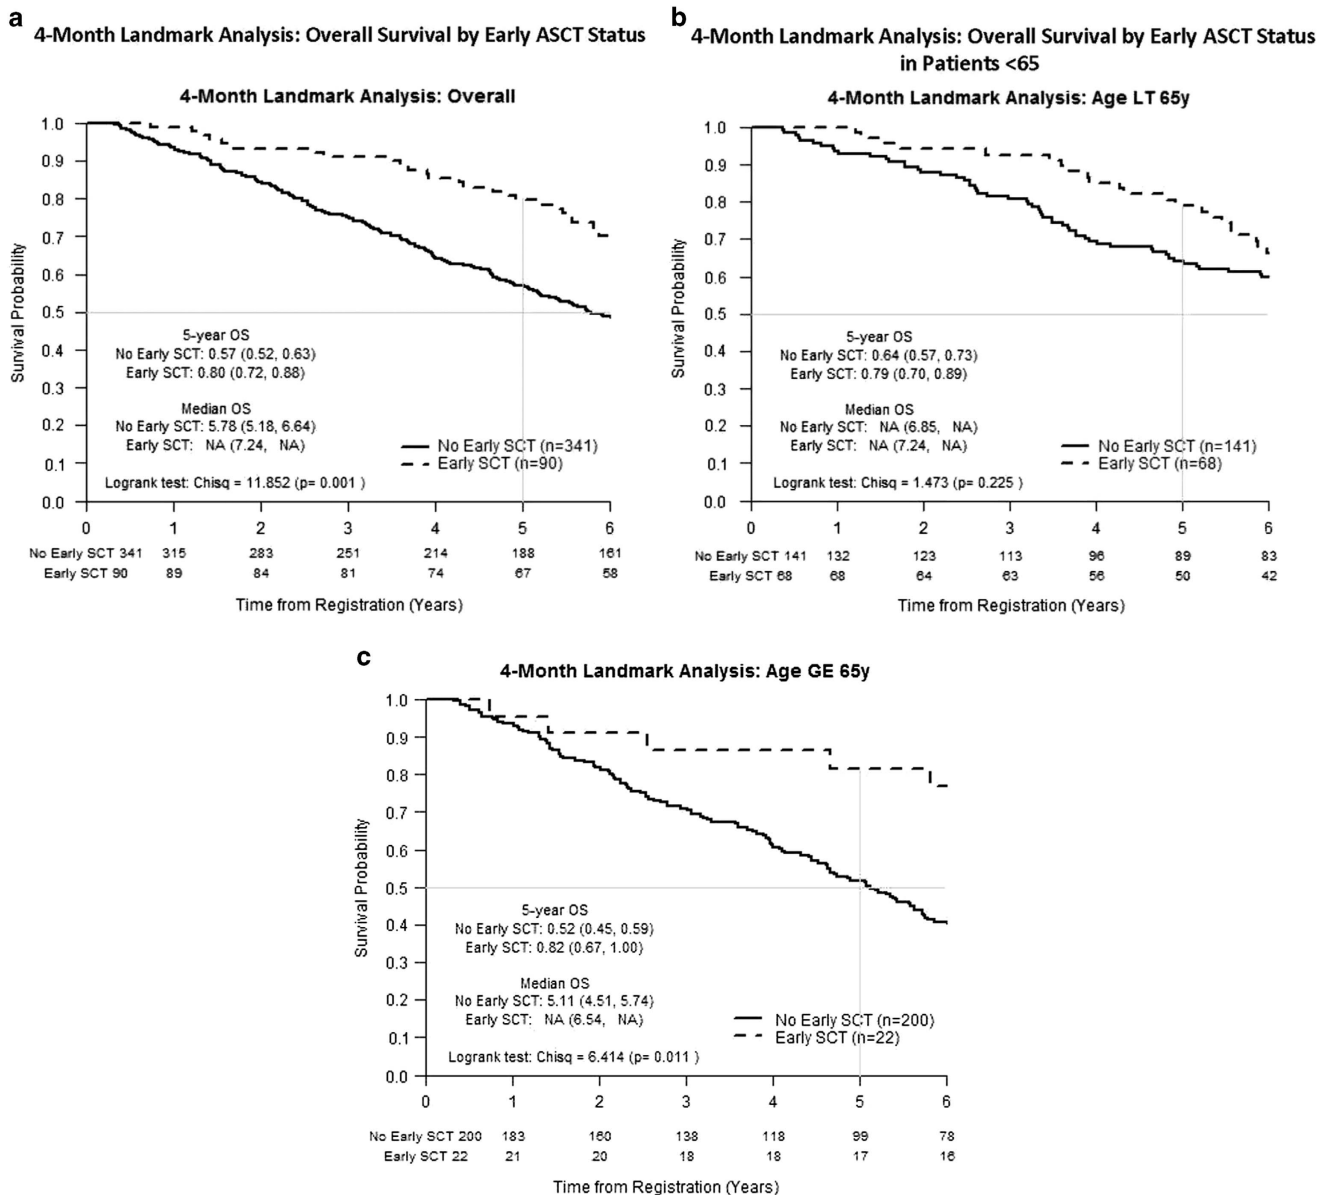 a
4-Month Landmark Analysis: Overall Survival by Early ASCT Status
4-Month Landmark Analysis: Overall
Survival Probability
1.0
0.9
0.8
0.7
0.6
0.5
0.4
0.3
0.2
0.1
0.0
5-year OS
No Early SCT: 0.57 (0.52, 0.63)
Early SCT: 0.80 (0.72, 0.88)
Median OS
No Early SCT: 5.78 (5.18, 6.64)
Early SCT: NA (7.24, NA)
No Early SCT (n=341)
Early SCT (n=90)
Logrank test: Chisq = 11.852 (p= 0.001 )
0 1 2 3 4 5 6
No Early SCT 341 315 283 251 214 188 161
Early SCT 90 89 84 81 74 67 58
Time from Registration (Years)
b
4-Month Landmark Analysis: Overall Survival by Early ASCT Status
in Patients <65
4-Month Landmark Analysis: Age LT 65y
Survival Probability
1.0
0.9
0.8
0.7
0.6
0.5
0.4
0.3
0.2
0.1
0.0
5-year OS
No Early SCT: 0.64 (0.57, 0.73)
Early SCT: 0.79 (0.70, 0.89)
Median OS
No Early SCT: NA (6.85, NA)
Early SCT: NA (7.24, NA)
No Early SCT (n=141)
Early SCT (n=68)
Logrank test: Chisq = 1.473 (p= 0.225 )
0 1 2 3 4 5 6
No Early SCT 141 132 123 113 96 89 83
Early SCT 68 68 64 63 56 50 42
Time from Registration (Years)
c
4-Month Landmark Analysis: Age GE 65y
Survival Probability
1.0
0.9
0.8
0.7
0.6
0.5
0.4
0.3
0.2
0.1
0.0
5-year OS
No Early SCT: 0.52 (0.45, 0.59)
Early SCT: 0.82 (0.67, 1.00)
Median OS
No Early SCT: 5.11 (4.51, 5.74)
Early SCT: NA (6.54, NA)
No Early SCT (n=200)
Early SCT (n=22)
Logrank test: Chisq = 6.414 (p= 0.011 )
0 1 2 3 4 5 6
No Early SCT 200 183 160 138 118 99 78
Early SCT 22 21 20 18 18 17 16
Time from Registration (Years)